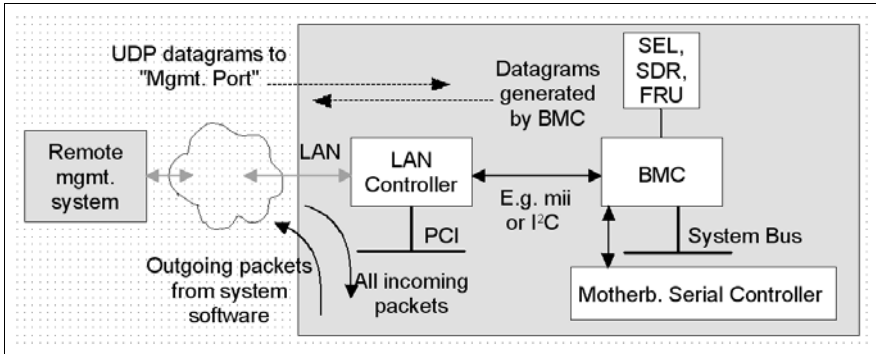 UDP datagrams to
"Mgmt. Port"
Datagrams
generated
by BMC
SEL,
SDR,
FRU
Remote
mgmt.
system
LAN
LAN
Controller
E.g. mii
or I²C
BMC
PCI
System Bus
Outgoing packets
from system
software
All incoming
packets
Motherb. Serial Controller